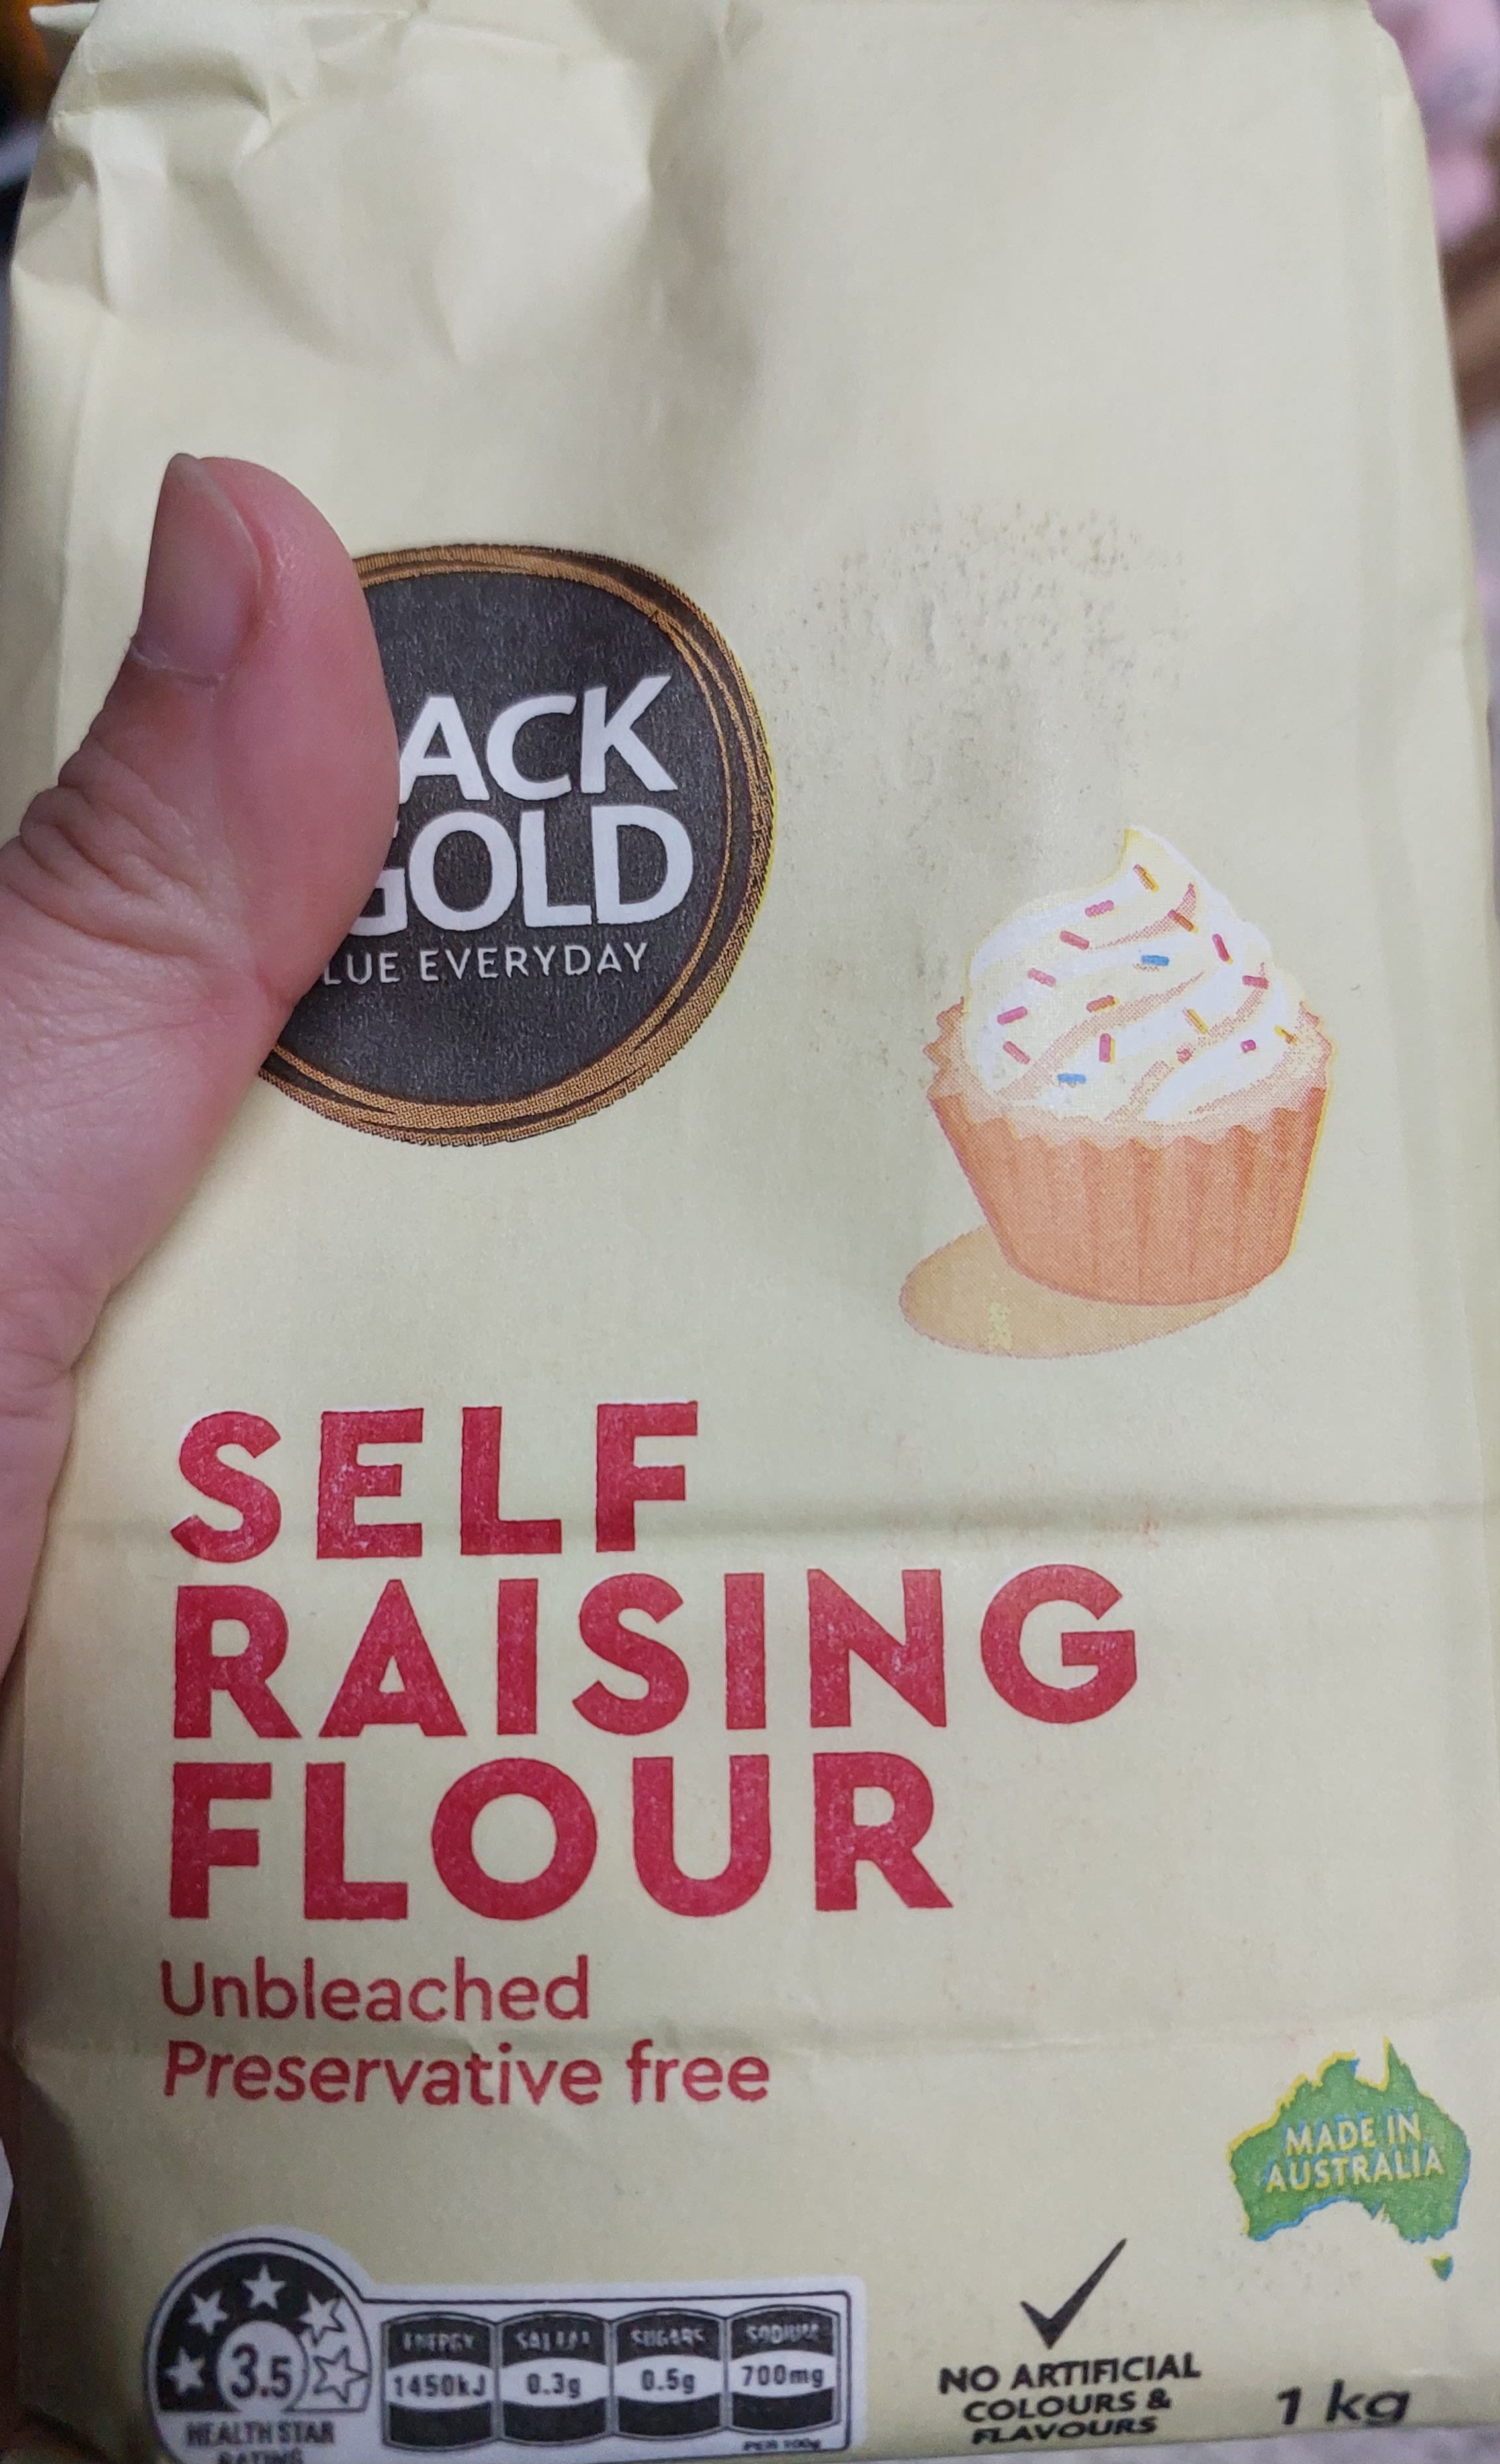 ACK
GOLD
LUE EVERYDAY
SELF
RAISING
FLOUR
Unbleached
Preservative free
MADE IN
AUSTRALIA
3.5
HEALTH STAR
RATING
ENERGY
1450kJ
SAT FAT
0.3g
SUGARS
0.5g
SODIUM
700mg
PER 100g
NO ARTIFICIAL
COLOURS &
FLAVOURS
1 kg